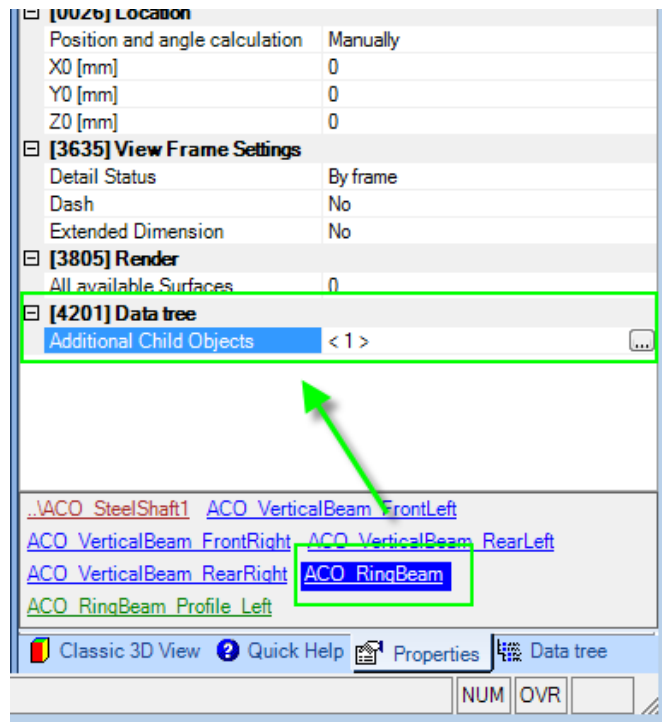 [0026] Location
Position and angle calculation Manually
X0 [mm] 0
Y0 [mm] 0
Z0 [mm] 0
[3635] View Frame Settings
Detail Status By frame
Dash No
Extended Dimension No
[3805] Render
All available Surfaces 0
[4201] Data tree
Additional Child Objects < 1 > ...
..\ACO_SteelShaft1 ACO_VerticalBeam_FrontLeft
ACO_VerticalBeam_FrontRight ACO_VerticalBeam_RearLeft
ACO_VerticalBeam_RearRight ACO_RingBeam
ACO_RingBeam_Profile_Left
Classic 3D View Quick Help Properties Data tree
NUM OVR